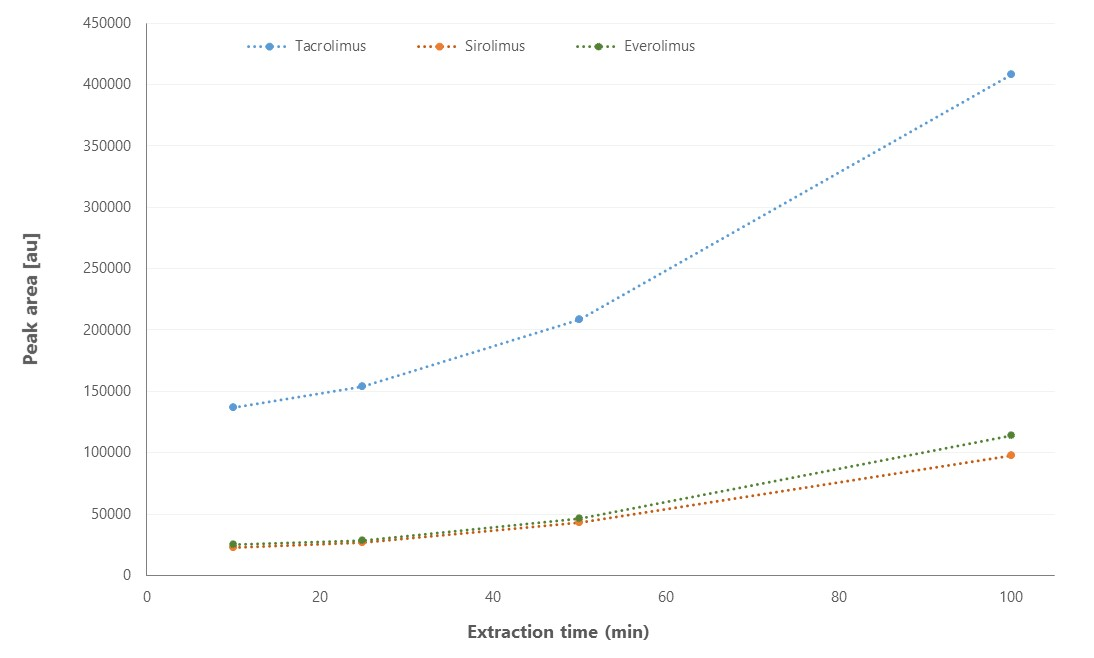 450000
Tacrolimus Sirolimus Everolimus
400000
350000
300000
250000
200000
150000
100000
50000
0
Peak area [au]
0 20 40 60 80 100
Extraction time (min)